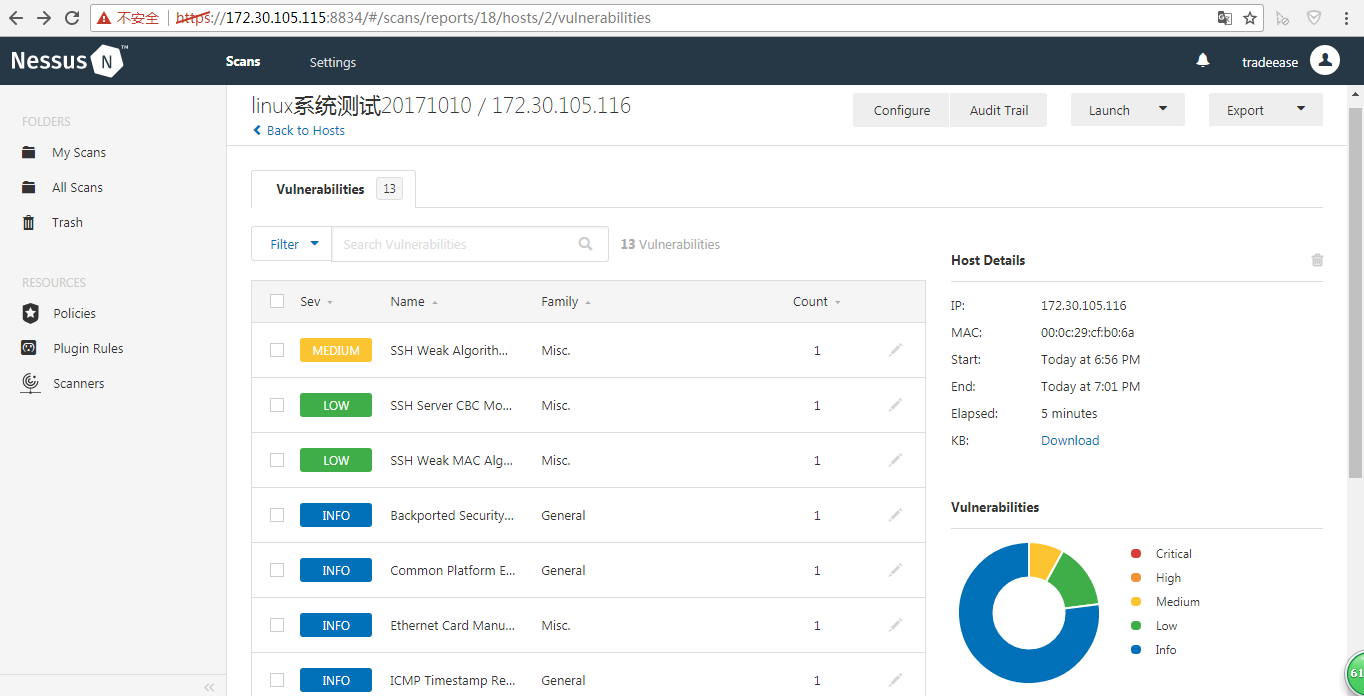 不安全 https://172.30.105.115:8834/#/scans/reports/18/hosts/2/vulnerabilities
Nessus N ™ Scans Settings tradeease
FOLDERS
My Scans
All Scans
Trash
RESOURCES
Policies
Plugin Rules
Scanners
linux系统测试20171010 / 172.30.105.116
Back to Hosts
Configure Audit Trail Launch Export
Vulnerabilities 13
Filter Search Vulnerabilities 13 Vulnerabilities
Sev Name Family Count
MEDIUM SSH Weak Algorith... Misc. 1
LOW SSH Server CBC Mo... Misc. 1
LOW SSH Weak MAC Alg... Misc. 1
INFO Backported Security... General 1
INFO Common Platform E... General 1
INFO Ethernet Card Manu... Misc. 1
INFO ICMP Timestamp Re... General 1
Host Details
IP: 172.30.105.116
MAC: 00:0c:29:cf:b0:6a
Start: Today at 6:56 PM
End: Today at 7:01 PM
Elapsed: 5 minutes
KB: Download
Vulnerabilities
Critical
High
Medium
Low
Info
61